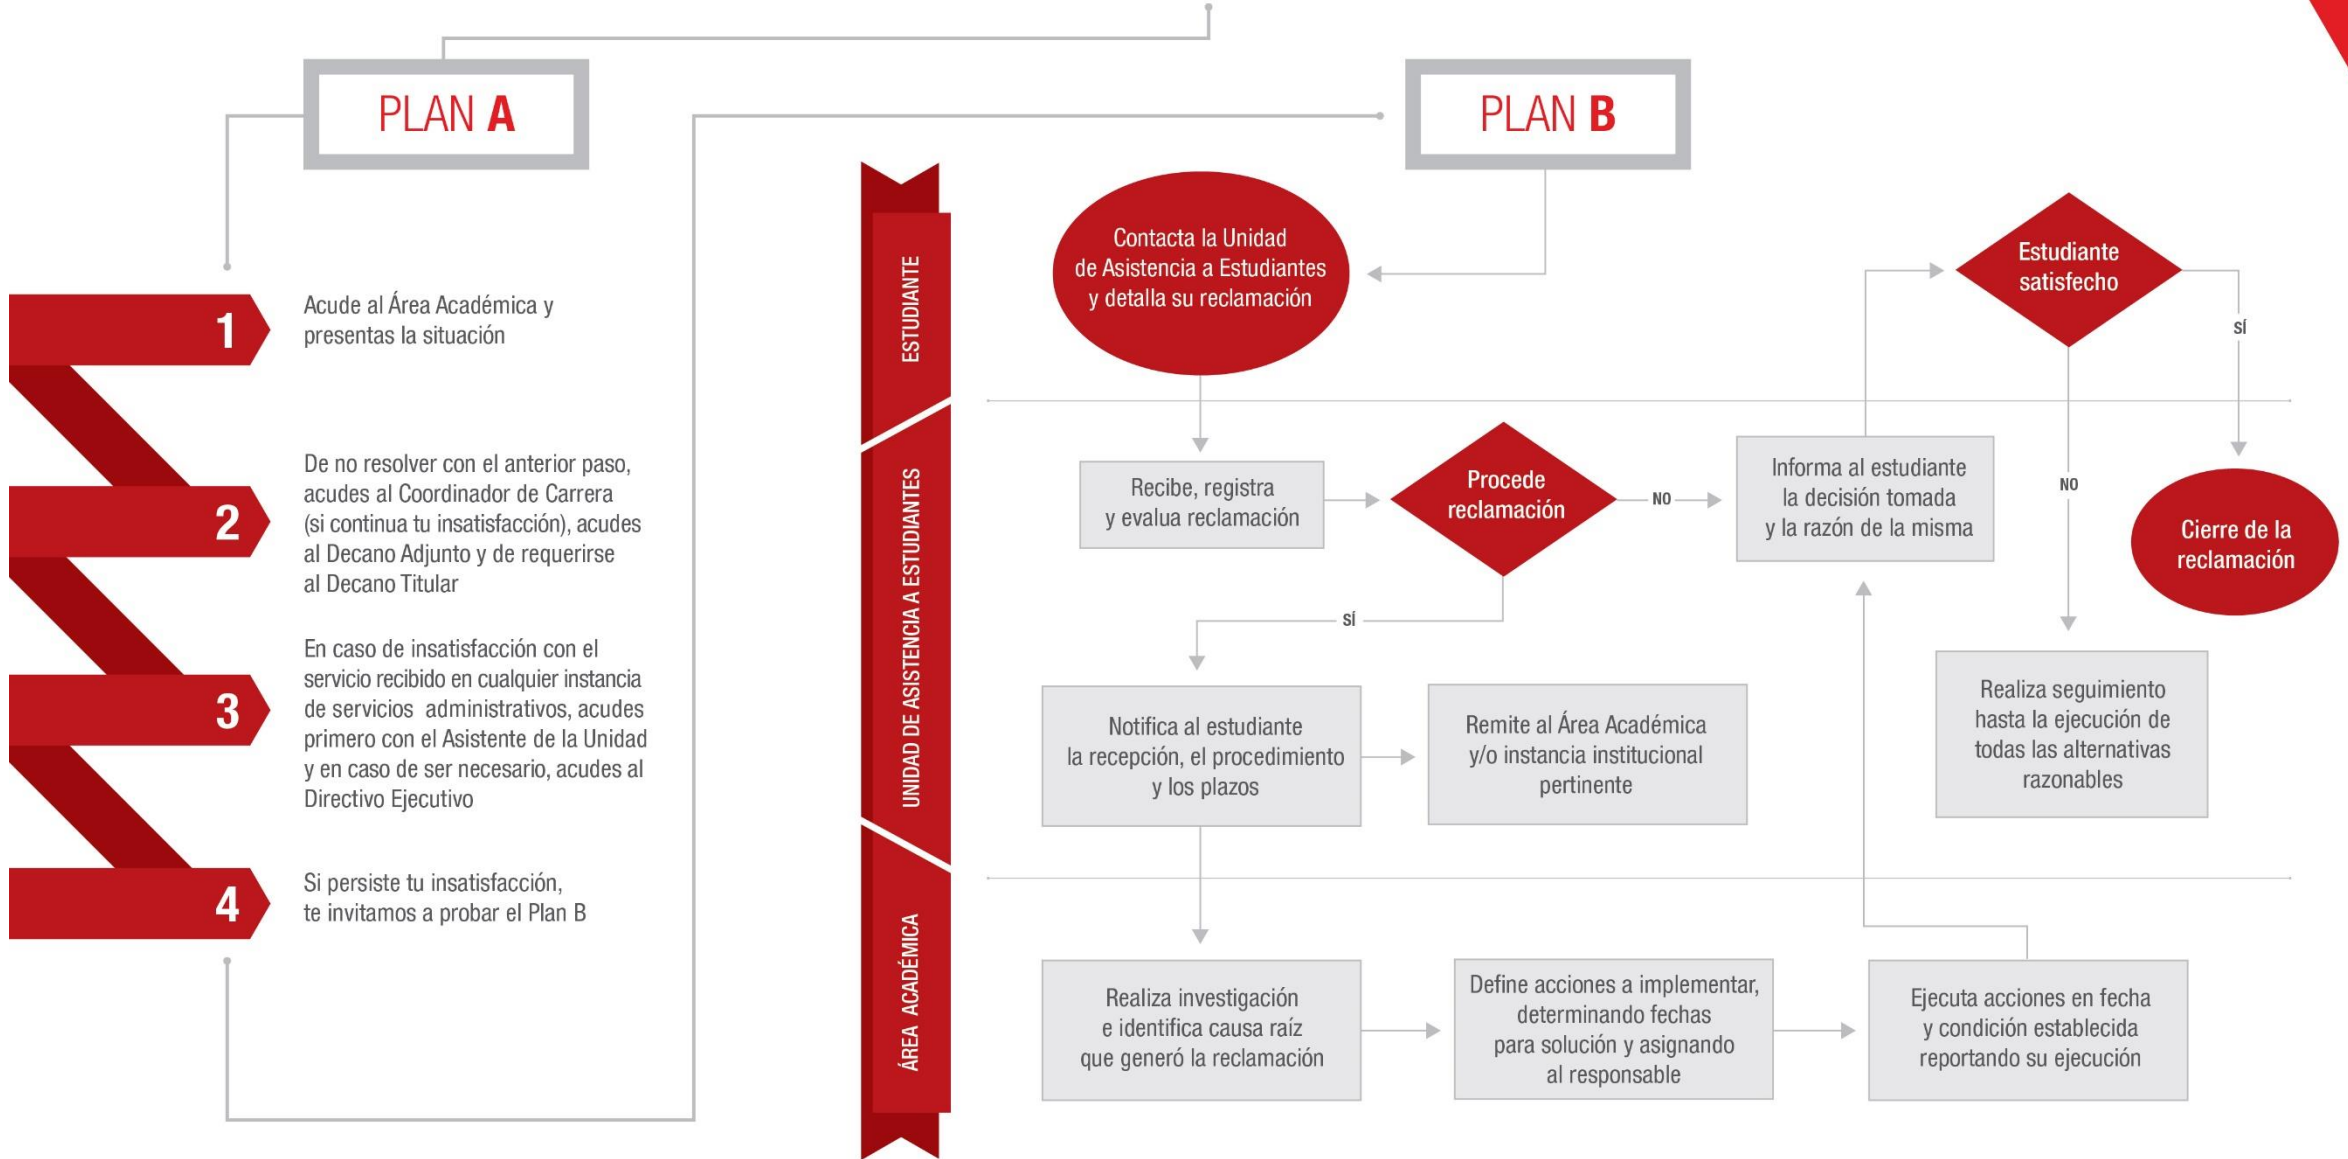 PLAN A
1
Acude al Área Académica y
presentas la situación
2
De no resolver con el anterior paso,
acudes al Coordinador de Carrera
(si continua tu insatisfacción), acudes
al Decano Adjunto y de requerirse
al Decano Titular
3
En caso de insatisfacción con el
servicio recibido en cualquier instancia
de servicios administrativos, acudes
primero con el Asistente de la Unidad
y en caso de ser necesario, acudes al
Directivo Ejecutivo
4
Si persiste tu insatisfacción,
te invitamos a probar el Plan B
PLAN B
ESTUDIANTE
Contacta la Unidad
de Asistencia a Estudiantes
y detalla su reclamación
Estudiante
satisfecho
SÍ
NO
UNIDAD DE ASISTENCIA A ESTUDIANTES
Recibe, registra
y evalua reclamación
Procede
reclamación
NO
SÍ
Informa al estudiante
la decisión tomada
y la razón de la misma
Cierre de la
reclamación
Notifica al estudiante
la recepción, el procedimiento
y los plazos
Remite al Área Académica
y/o instancia institucional
pertinente
Realiza seguimiento
hasta la ejecución de
todas las alternativas
razonables
ÁREA ACADÉMICA
Realiza investigación
e identifica causa raíz
que generó la reclamación
Define acciones a implementar,
determinando fechas
para solución y asignando
al responsable
Ejecuta acciones en fecha
y condición establecida
reportando su ejecución